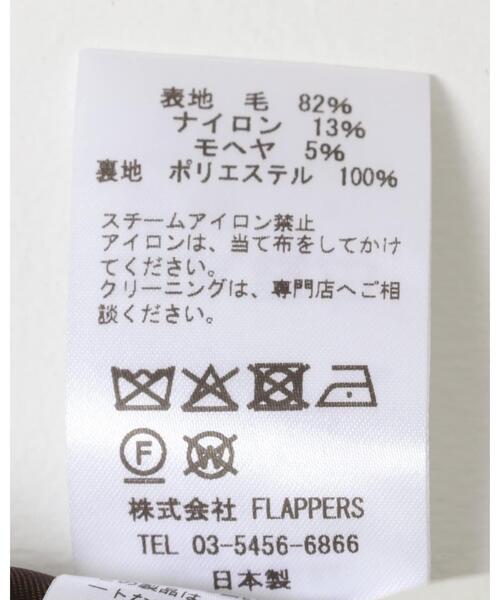 表地 毛 82%
ナイロン 13%
モヘヤ 5%
裏地 ポリエステル 100%
スチームアイロン禁止
アイロンは、当て布をしてかけ
てください。
クリーニングは、専門店へご相
談ください。
F W
株式会社 FLAPPERS
TEL 03-5456-6866
日本製